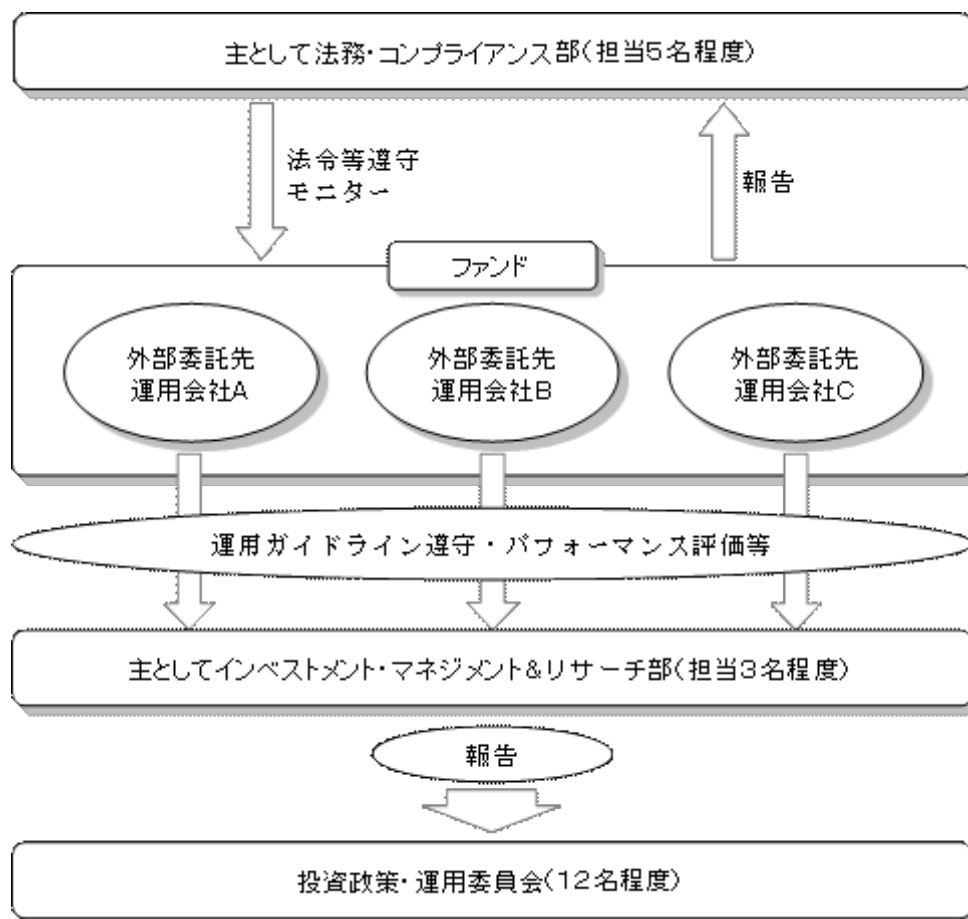 主として法務・コンプライアンス部(担当5名程度)
法令等遵守
モニター
報告
ファンド
外部委託先
運用会社A
外部委託先
運用会社B
外部委託先
運用会社C
運用ガイドライン遵守・パフォーマンス評価等
主としてインベストメント・マネジメント&リサーチ部(担当3名程度)
報告
投資政策・運用委員会(12名程度)